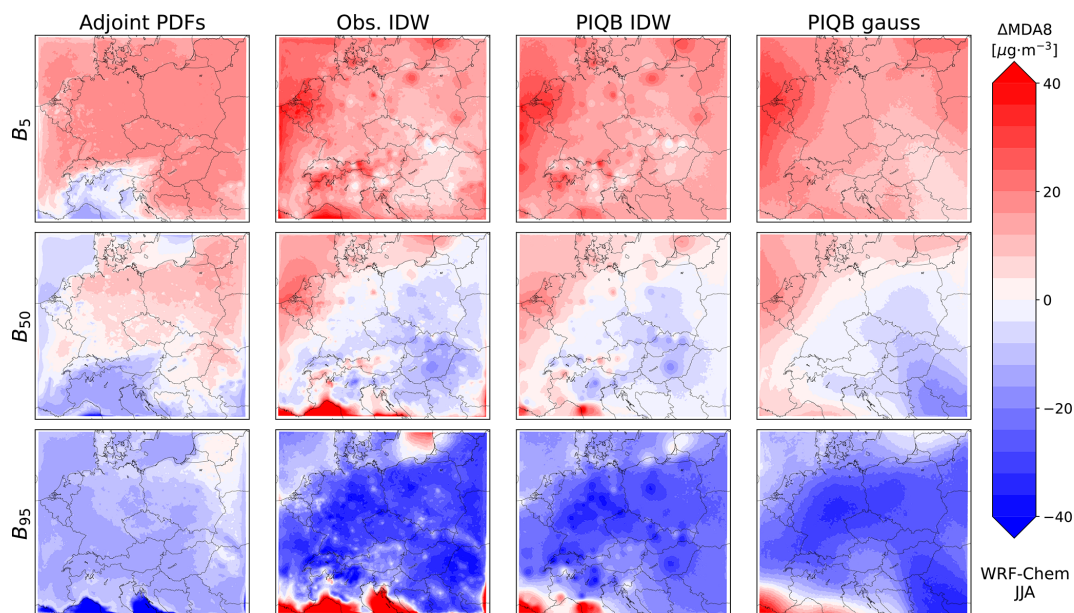 Adjoint PDFs
Obs. IDW
PIQB IDW
PIQB gauss
ΔMDA8
[μg·m⁻³]
B₅
B₅₀
B₉₅
40
20
0
−20
−40
WRF-Chem
JJA